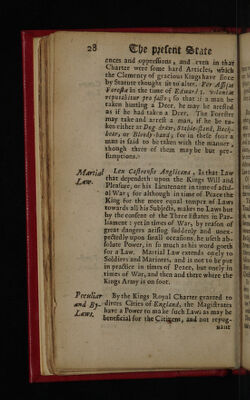 28 The present State
ences and oppressions, and even in that
Charter were some hard Articles, which
the Clemency of gracious Kings have since
by Statute thought fit to alter. Per Assisam
Forestæ in the time of Edward 3. Voluntas
reputabitur pro facto; so that if a man be
taken hunting a Deer, he may be arrested
as if he had taken a Deer. The Forester
may take and arrest a man, if he be ta-
ken either at Dog draw, Stable-stand, Back-
bear, or Bloody-hand; for in these four a
man is said to be taken with the manner,
though three of them may be but pre-
sumptions.
Martial Law.
Lex Castrensis Anglicana, Is that Law
that dependeth upon the Kings Will and
Pleasure, or his Lieutenant in time of actu-
al War; for although in time of Peace the
King for the more equal temper of Laws
towards all his Subjects, makes no Laws but
by the consent of the Three Estates in Par-
liament: yet in times of War, by reason of
great dangers arising suddenly and unex-
pectedly upon small occasions, he useth ab-
solute Power, in so much as his word goeth
for a Law. Martial Law extends onely to
Soldiers and Mariners, and is not to be put
in practice in times of Peace, but onely in
times of War, and then and there where the
Kings Army is on foot.
Peculiar and By-Laws.
By the Kings Royal Charter granted to
divers Cities of England, the Magistrates
have a Power to make such Laws as may be
beneficial for the Citizens, and not repug-
nant